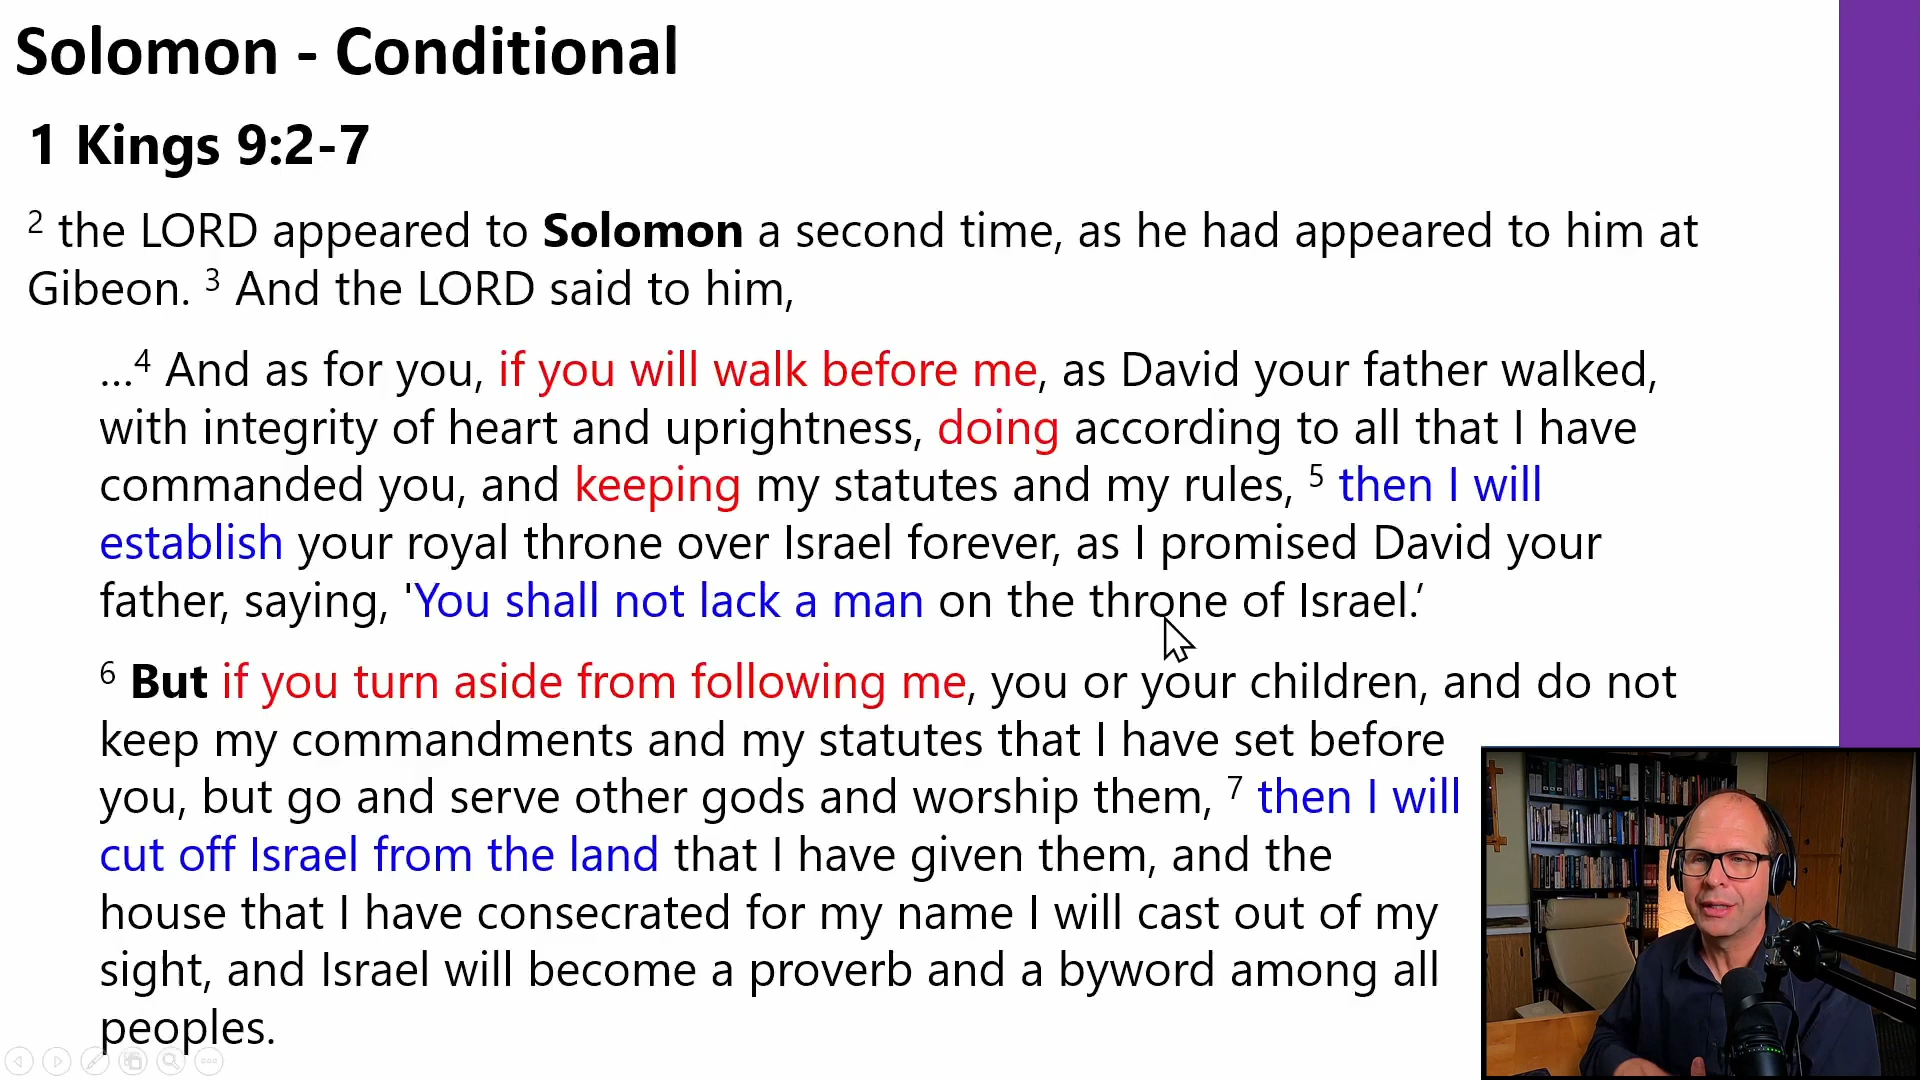 Solomon - Conditional
1 Kings 9:2-7
2 the LORD appeared to Solomon a second time, as he had appeared to him at
Gibeon. 3 And the LORD said to him,
...4 And as for you, if you will walk before me, as David your father walked,
with integrity of heart and uprightness, doing according to all that I have
commanded you, and keeping my statutes and my rules, 5 then I will
establish your royal throne over Israel forever, as I promised David your
father, saying, 'You shall not lack a man on the throne of Israel.’
6 But if you turn aside from following me, you or your children, and do not
keep my commandments and my statutes that I have set before
you, but go and serve other gods and worship them, 7 then I will
cut off Israel from the land that I have given them, and the
house that I have consecrated for my name I will cast out of my
sight, and Israel will become a proverb and a byword among all
peoples.